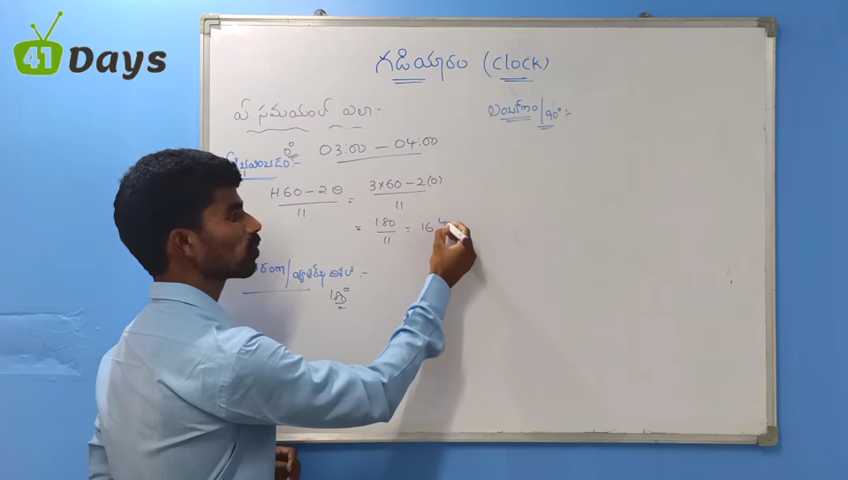 41 Days
గడియారం (clock)
ఏ సమయంలో ఎలా -
03:00 - 04:00
H60 - 2θ / 11 = 3×60 - 2(0) / 11
= 180 / 11 = 16
180°
లంబకోణం / 90° :-